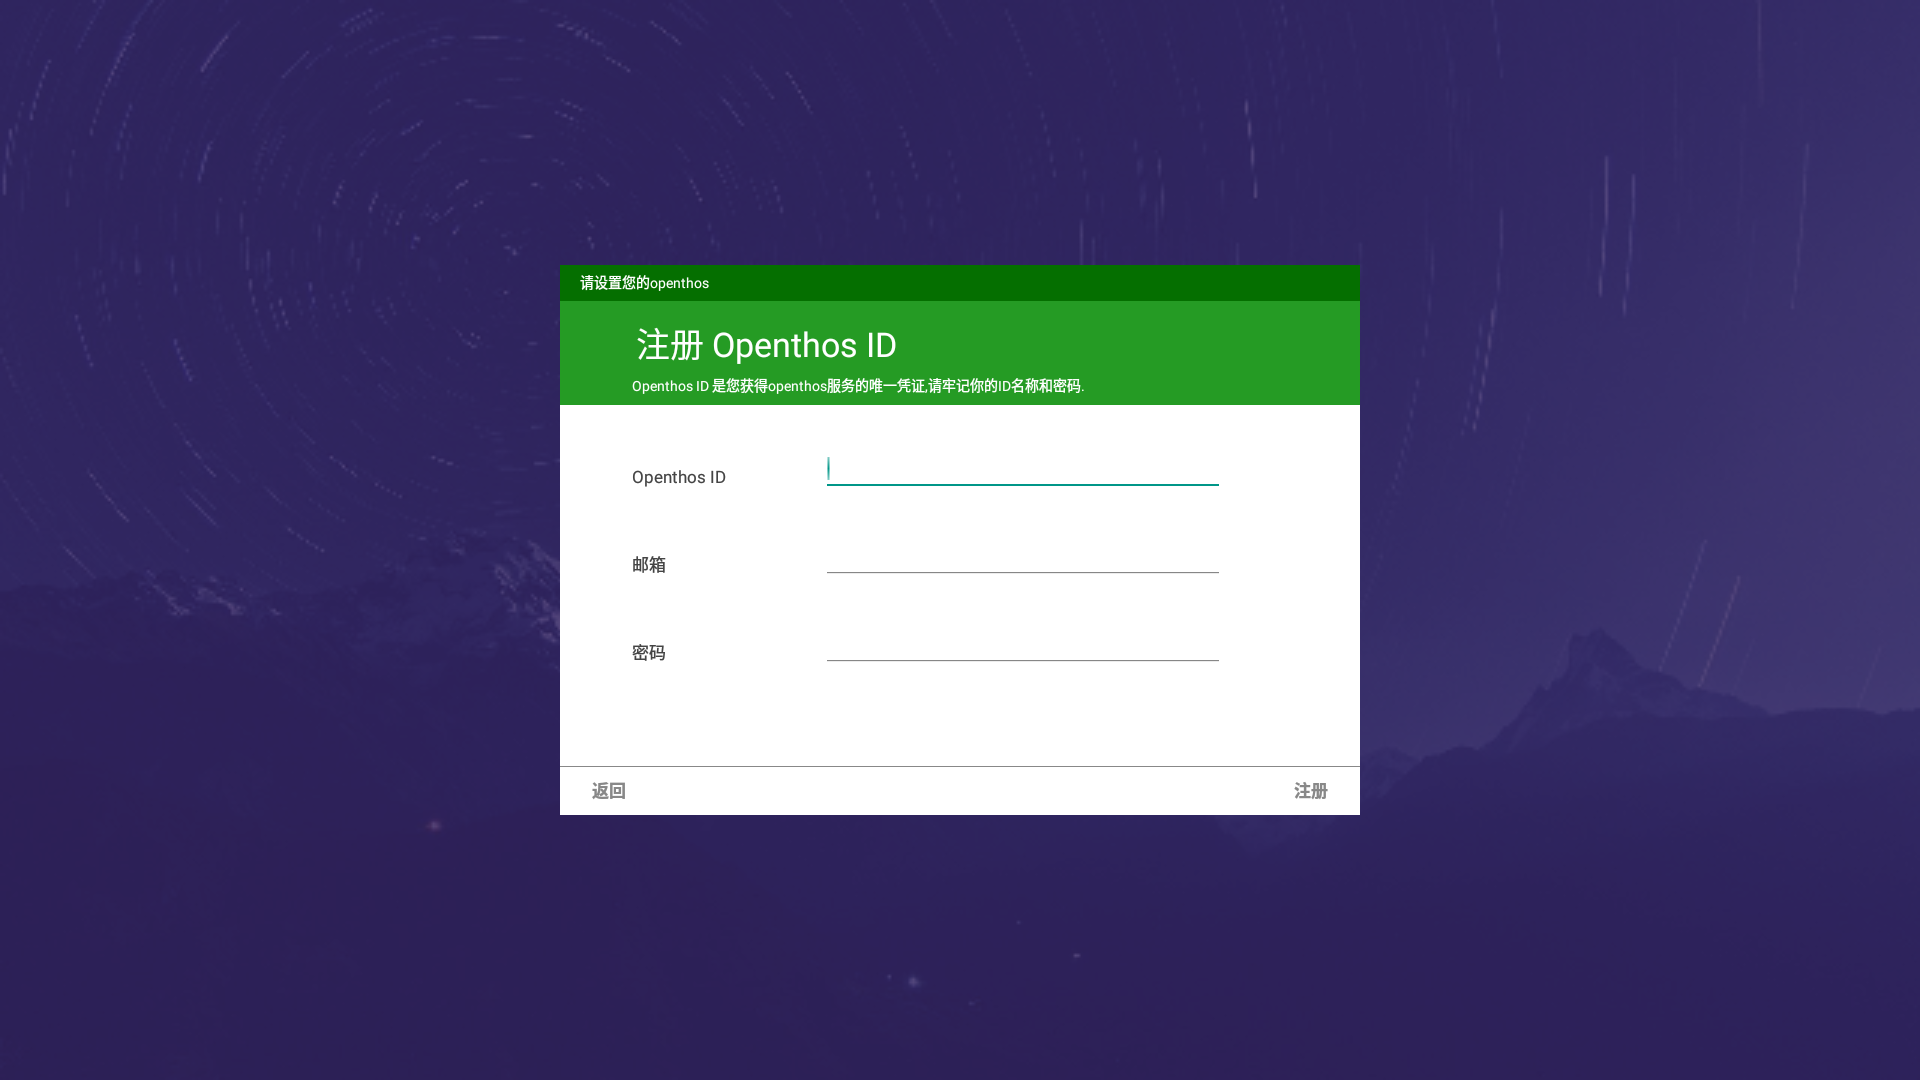 请设置您的openthos
注册 Openthos ID
Openthos ID 是您获得openthos服务的唯一凭证,请牢记你的ID名称和密码.
Openthos ID
邮箱
密码
返回
注册